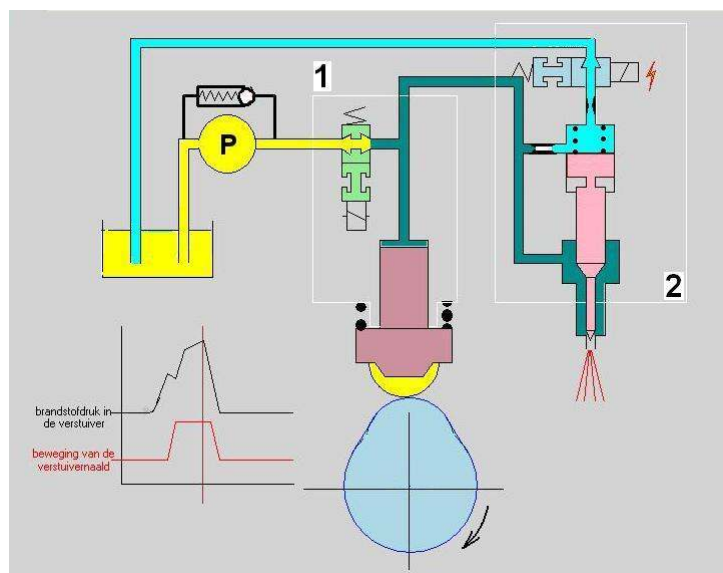 1
P
2
brandstofdruk in
de verstuiver
beweging van de
verstuivernaald